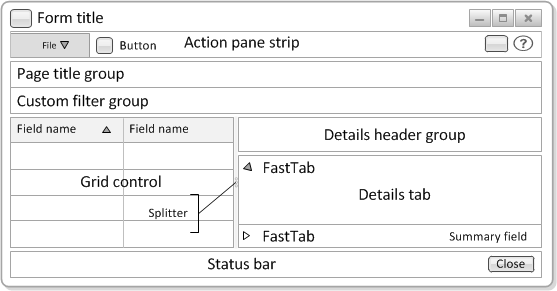 Form title
File Button Action pane strip ?
Page title group
Custom filter group
Field name Field name
Details header group
Grid control
Splitter
FastTab
Details tab
FastTab Summary field
Status bar Close